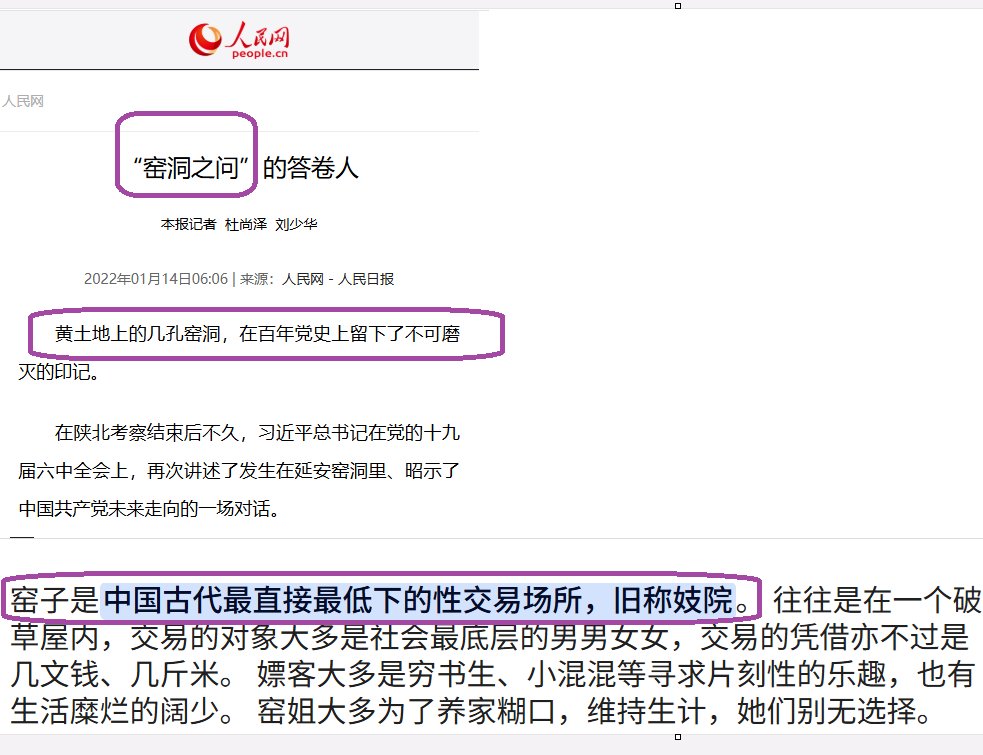 人民网
people.cn
人民网
“窑洞之问”的答卷人
本报记者 杜尚泽 刘少华
2022年01月14日06:06 | 来源：人民网－人民日报
黄土地上的几孔窑洞，在百年党史上留下了不可磨
灭的印记。
在陕北考察结束后不久，习近平总书记在党的十九
届六中全会上，再次讲述了发生在延安窑洞里、昭示了
中国共产党未来走向的一场对话。
窑子是中国古代最直接最低下的性交易场所，旧称妓院。往往是在一个破
草屋内，交易的对象大多是社会最底层的男男女女，交易的凭借亦不过是
几文钱、几斤米。 嫖客大多是穷书生、小混混等寻求片刻性的乐趣，也有
生活糜烂的阔少。 窑姐大多为了养家糊口，维持生计，她们别无选择。